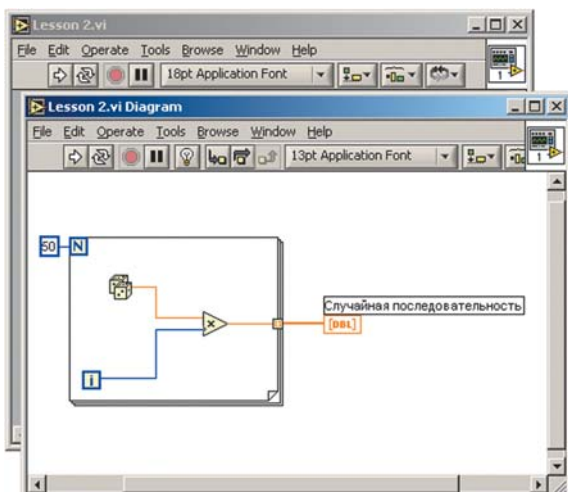 Lesson 2.vi
File Edit Operate Tools Browse Window Help
18pt Application Font
1
Lesson 2.vi Diagram
File Edit Operate Tools Browse Window Help
13pt Application Font
1
50 N
Случайная последовательность
[DBL]
i